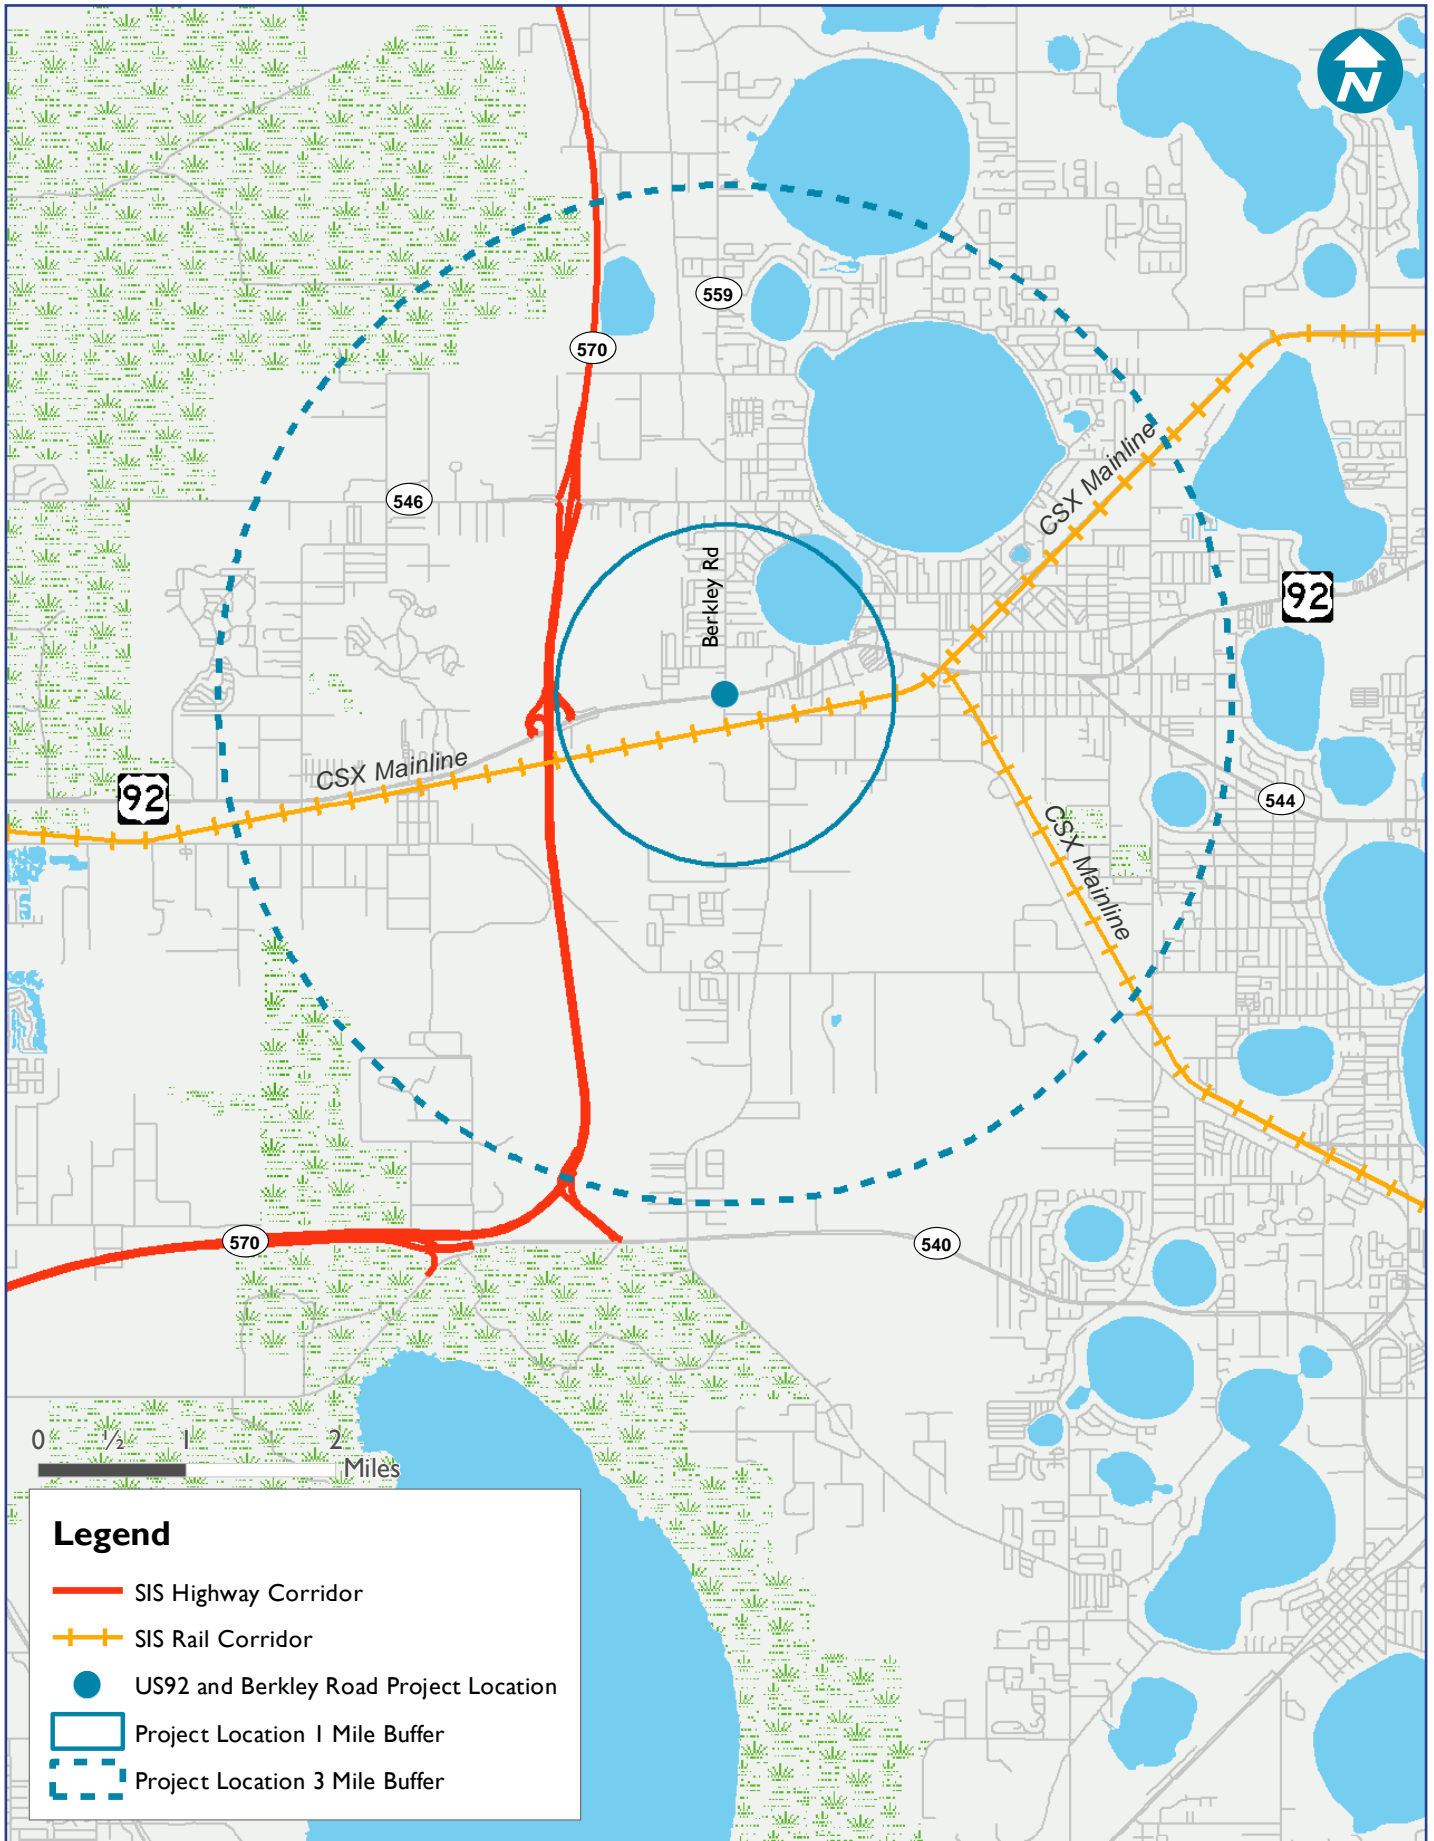 N
559
570
546
CSX Mainline
Berkley Rd
92
CSX Mainline
92
544
CSX Mainline
570
540
0 ½ 1 2
Miles
Legend
SIS Highway Corridor
SIS Rail Corridor
US92 and Berkley Road Project Location
Project Location 1 Mile Buffer
Project Location 3 Mile Buffer